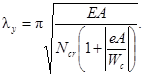 λ_y = π √(EA / (N_cr (1 + |eA / W_c|))).